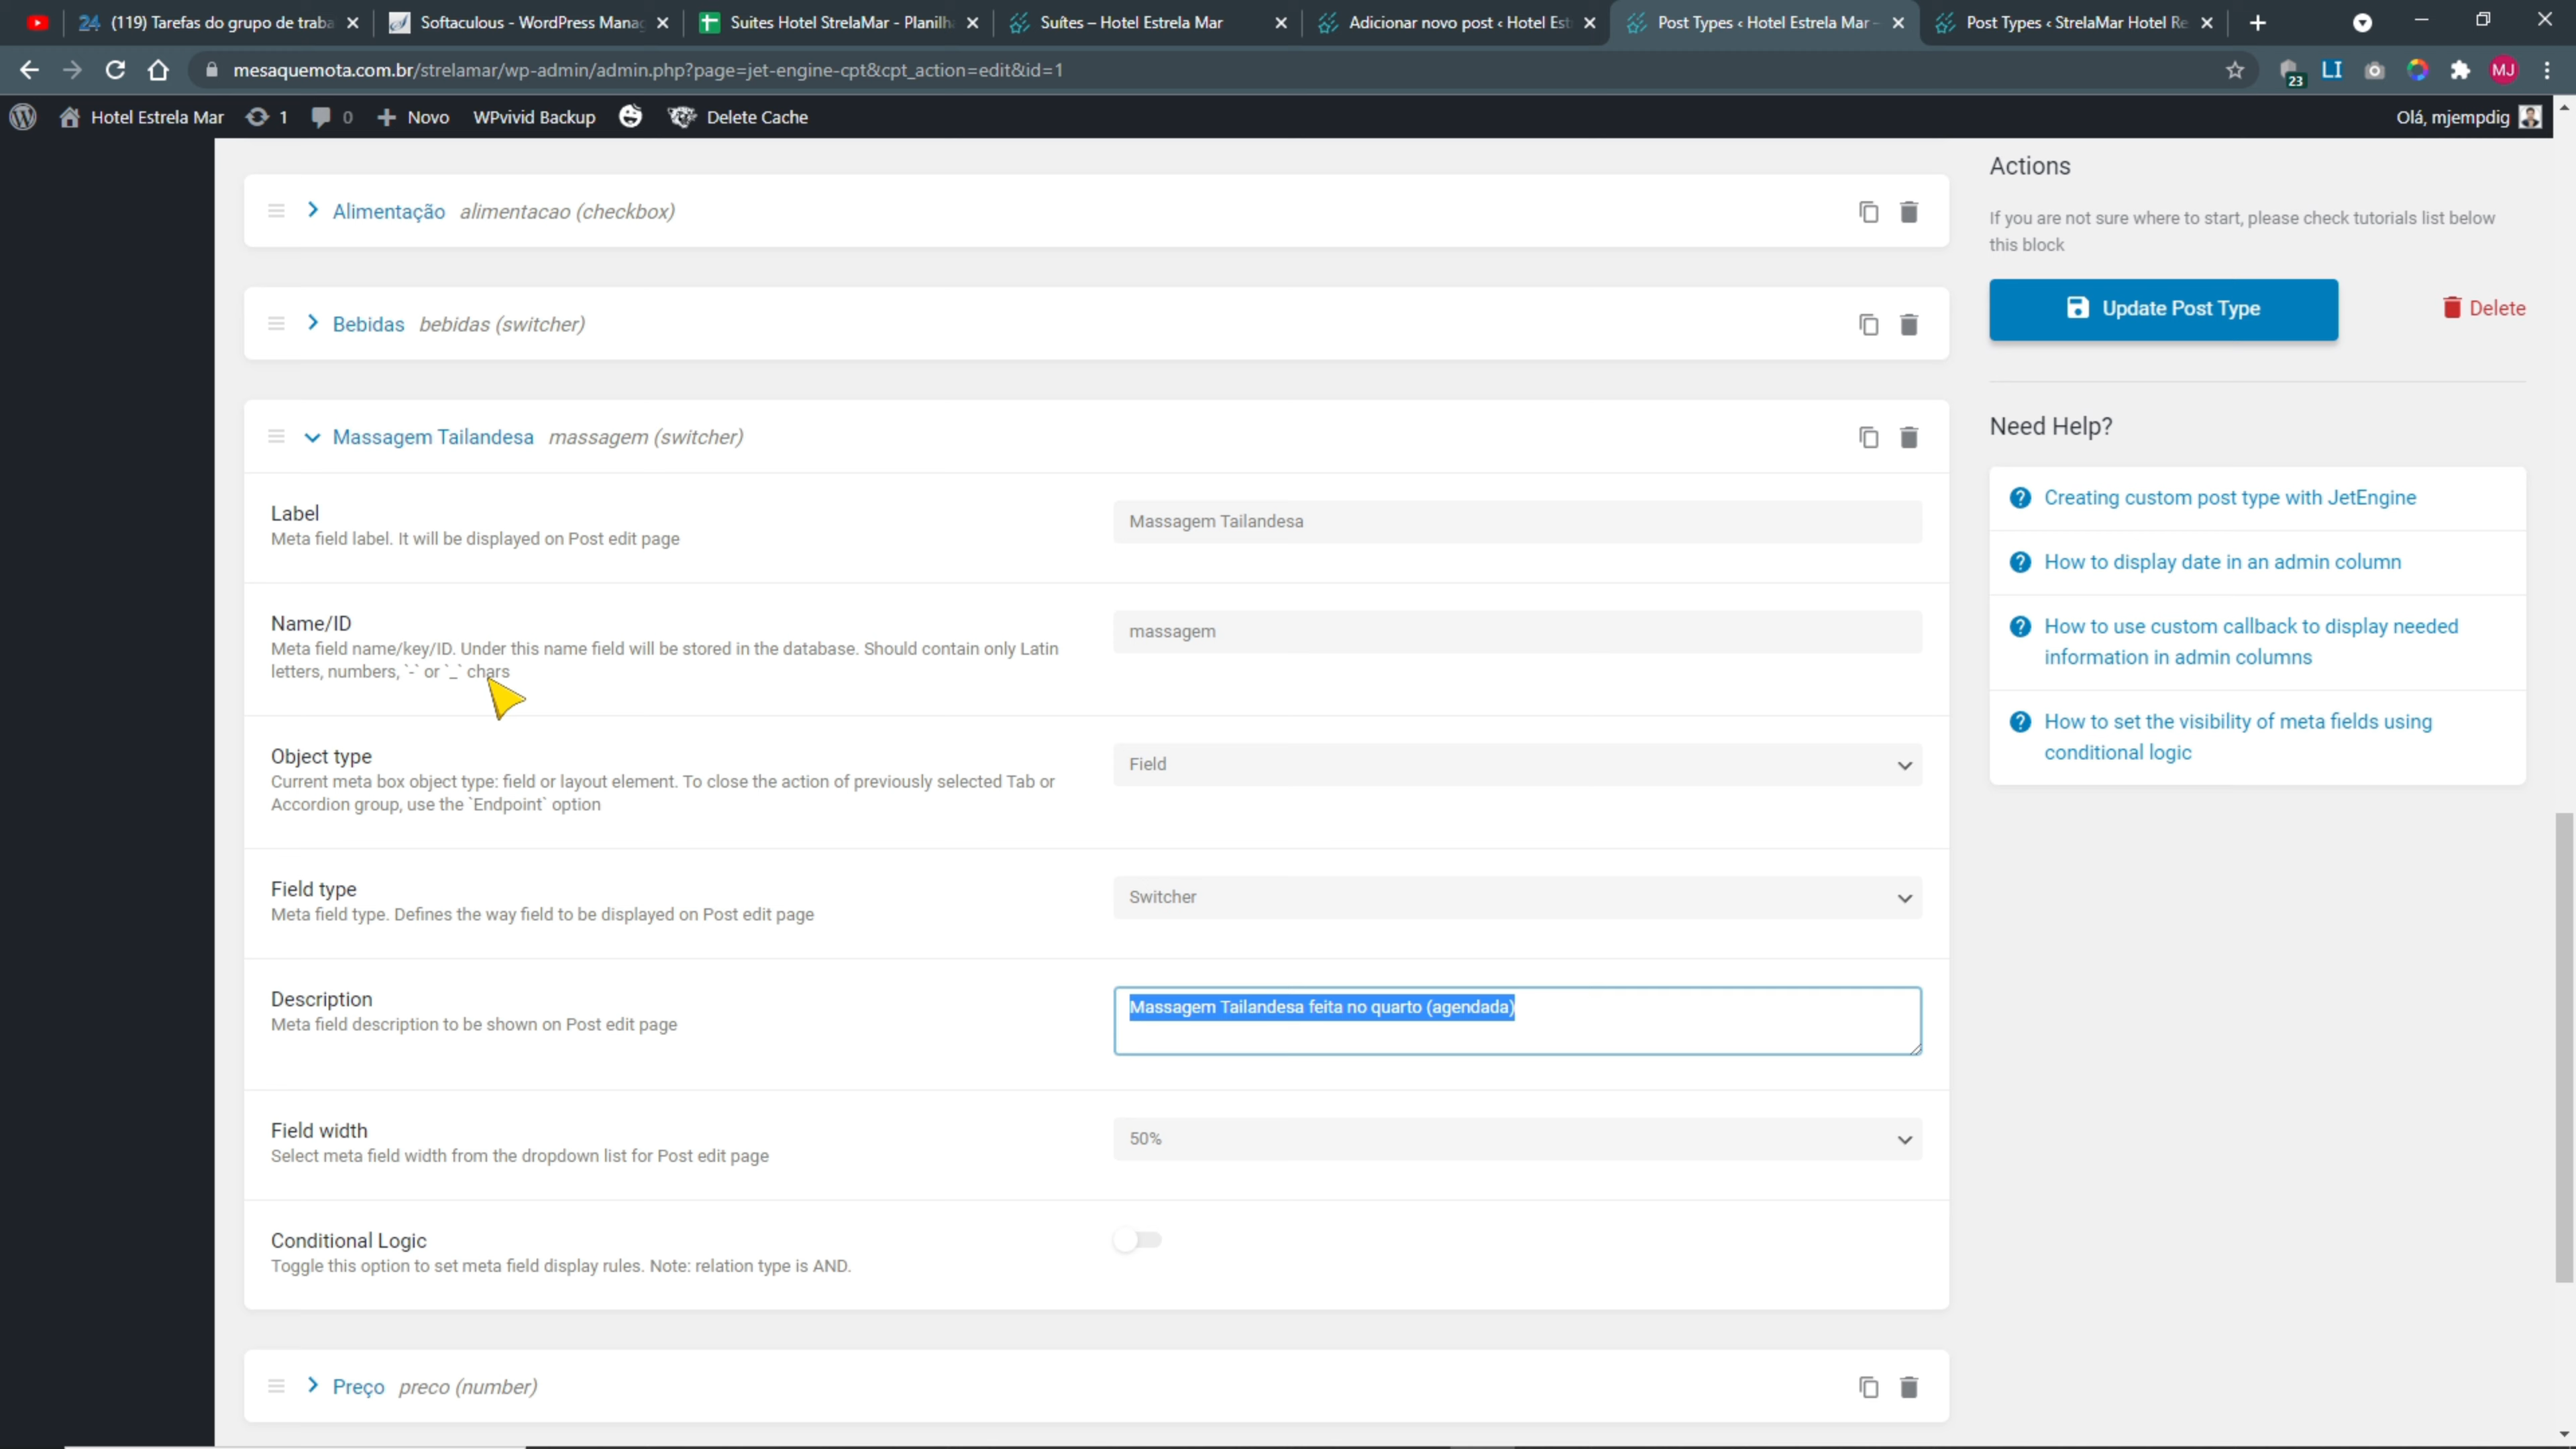 24 (119) Tarefas do grupo de traba
Softaculous - WordPress Manag
Suites Hotel StrelaMar - Planilh
Suítes – Hotel Estrela Mar
Adicionar novo post ‹ Hotel Est
Post Types ‹ Hotel Estrela Mar –
Post Types ‹ StrelaMar Hotel Re
mesaquemota.com.br/strelamar/wp-admin/admin.php?page=jet-engine-cpt&cpt_action=edit&id=1
23
LI
MJ
Hotel Estrela Mar
1
0
Novo
WPvivid Backup
Delete Cache
Olá, mjempdig
Alimentação alimentacao (checkbox)
Bebidas bebidas (switcher)
Massagem Tailandesa massagem (switcher)
Label
Meta field label. It will be displayed on Post edit page
Massagem Tailandesa
Name/ID
Meta field name/key/ID. Under this name field will be stored in the database. Should contain only Latin
letters, numbers, `-` or `_` chars
massagem
Object type
Current meta box object type: field or layout element. To close the action of previously selected Tab or
Accordion group, use the `Endpoint` option
Field
Field type
Meta field type. Defines the way field to be displayed on Post edit page
Switcher
Description
Meta field description to be shown on Post edit page
Massagem Tailandesa feita no quarto (agendada)
Field width
Select meta field width from the dropdown list for Post edit page
50%
Conditional Logic
Toggle this option to set meta field display rules. Note: relation type is AND.
Preço preco (number)
Actions
If you are not sure where to start, please check tutorials list below
this block
Update Post Type
Delete
Need Help?
Creating custom post type with JetEngine
How to display date in an admin column
How to use custom callback to display needed
information in admin columns
How to set the visibility of meta fields using
conditional logic